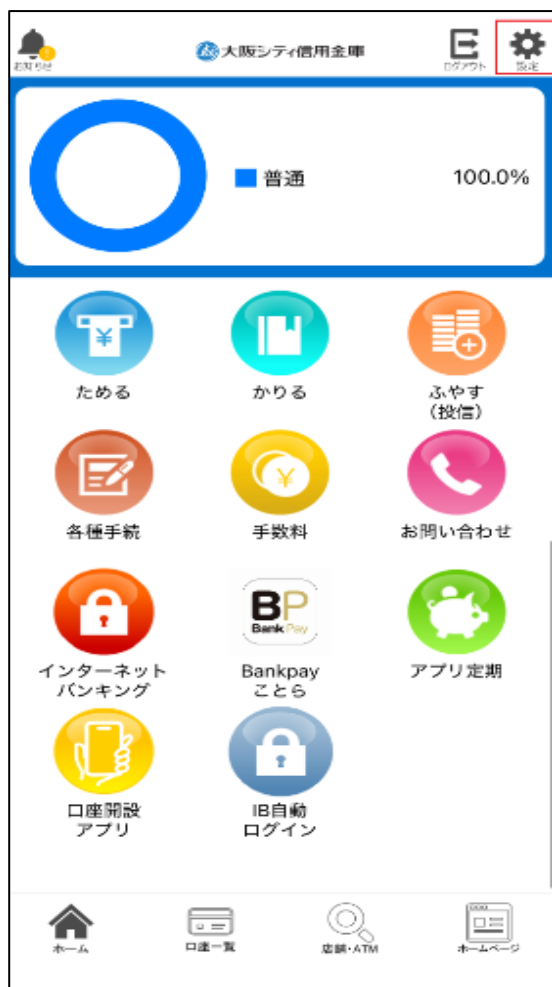 大阪シティ信用金庫
お知らせ
ログアウト
設定
普通 100.0%
ためる
かりる
ふやす
(投信)
各種手続
手数料
お問い合わせ
BP
Bank Pay
インターネット
バンキング
Bankpay
ことら
アプリ定期
口座開設
アプリ
IB自動
ログイン
ホーム
口座一覧
店舗・ATM
ホームページ